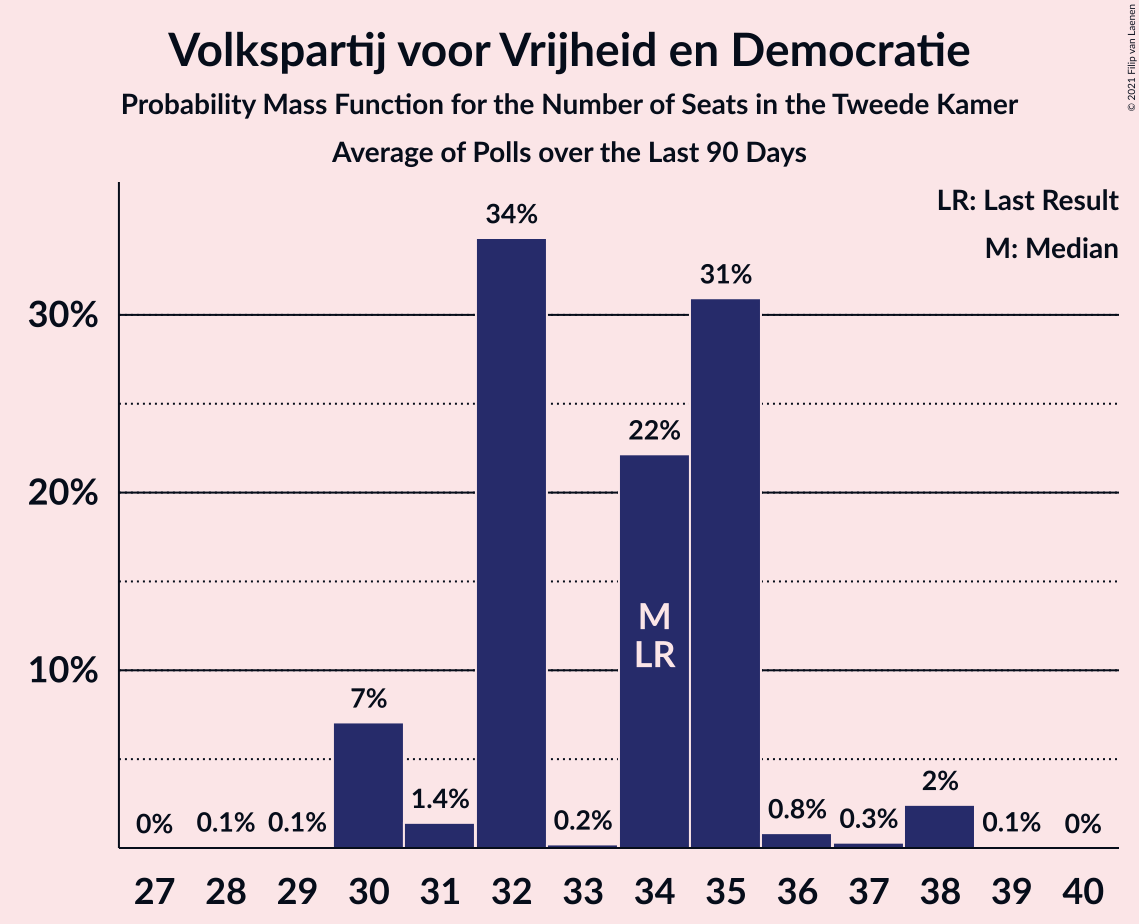 Volkspartij voor Vrijheid en Democratie
Probability Mass Function for the Number of Seats in the Tweede Kamer
Average of Polls over the Last 90 Days
© 2021 Filip van Laenen
LR: Last Result
M: Median
30%
20%
10%
0%
0.1%
0.1%
7%
1.4%
34%
0.2%
22%
31%
0.8%
0.3%
2%
0.1%
0%
M
LR
27 28 29 30 31 32 33 34 35 36 37 38 39 40